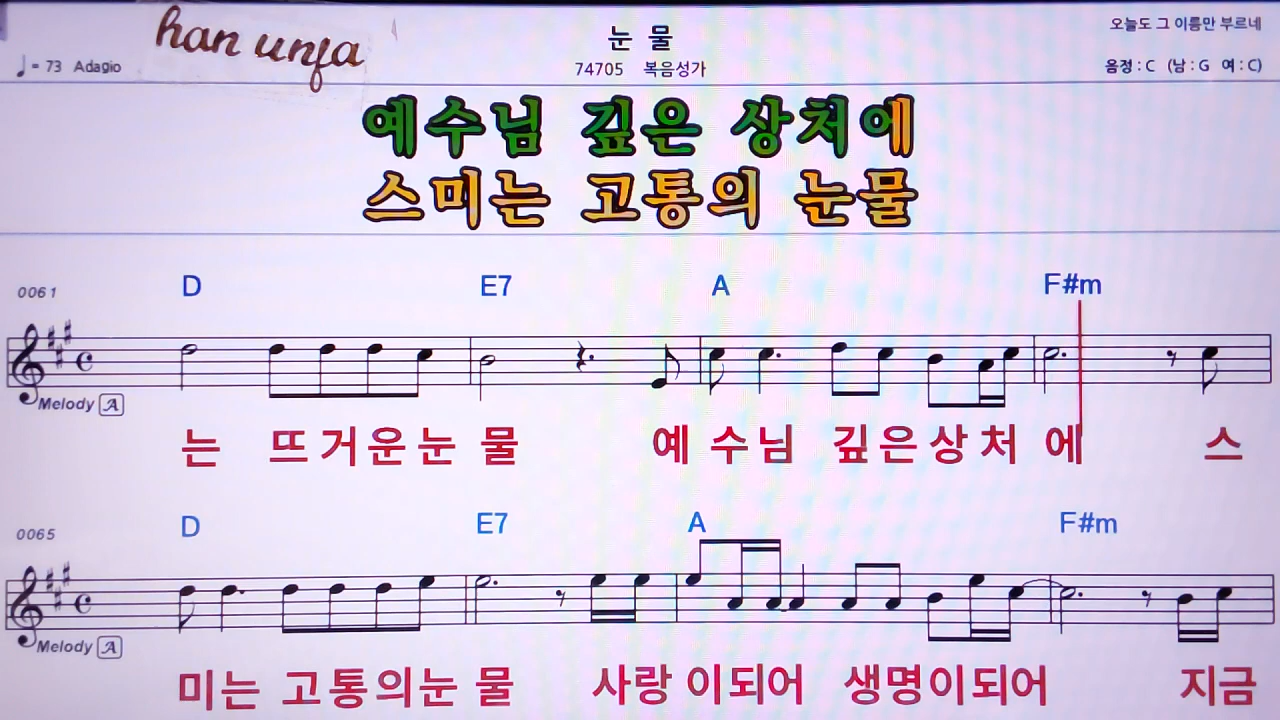 han unja
눈 물
오늘도 그 이름만 부르네
♩= 73 Adagio
74705 복음성가
음정 : C (남 : G 여 : C)
예수님 깊은 상처에
스미는 고통의 눈물
0061 D E7 A F#m
Melody A
는 뜨거운눈 물 예 수님 깊은상 처 에 스
0065 D E7 A F#m
Melody A
미는 고통의눈 물 사랑 이되어 생명이되어 지금